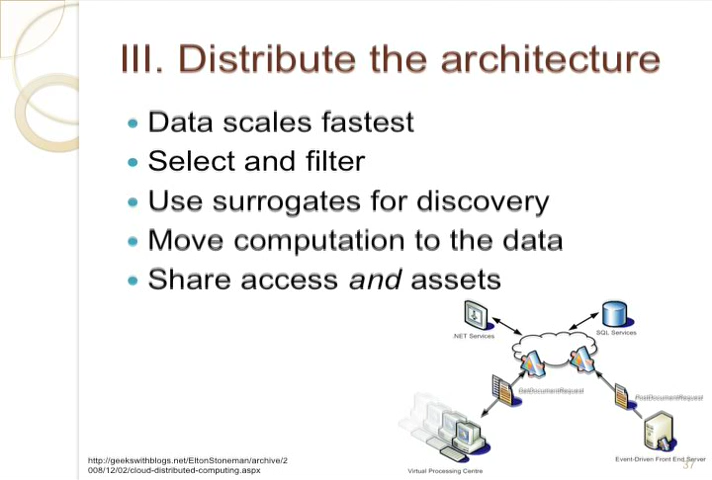 III. Distribute the architecture
• Data scales fastest
• Select and filter
• Use surrogates for discovery
• Move computation to the data
• Share access and assets
.NET Services
SQL Services
GetDocumentRequest
PostDocumentRequest
Virtual Processing Centre
Event-Driven Front End Server
http://geekswithblogs.net/EltonStoneman/archive/2
008/12/02/cloud-distributed-computing.aspx
37